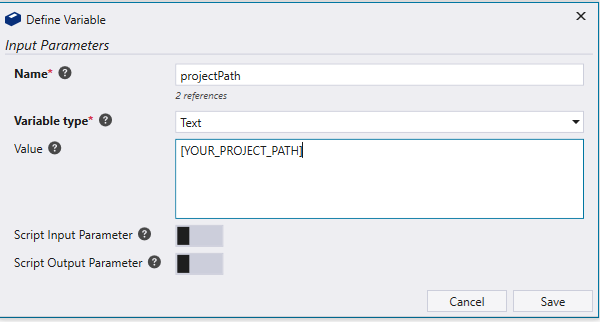 Define Variable
Input Parameters
Name* ?
projectPath
2 references
Variable type* ?
Text
Value ?
[YOUR_PROJECT_PATH]
Script Input Parameter ?
Script Output Parameter ?
Cancel Save